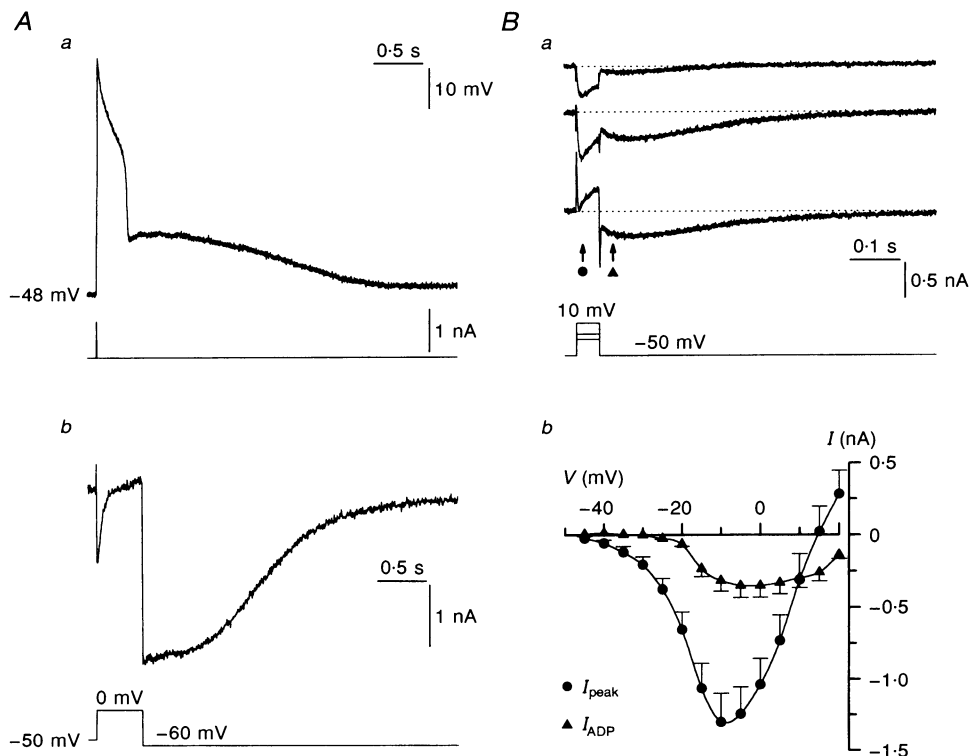 A
a
0·5 s
10 mV
−48 mV
1 nA
b
0·5 s
1 nA
0 mV
−50 mV
−60 mV
B
a
0·1 s
0·5 nA
10 mV
−50 mV
b
I (nA)
V (mV)
0·5
−40 −20 0
0
−0·5
−1·0
−1·5
I peak
I ADP